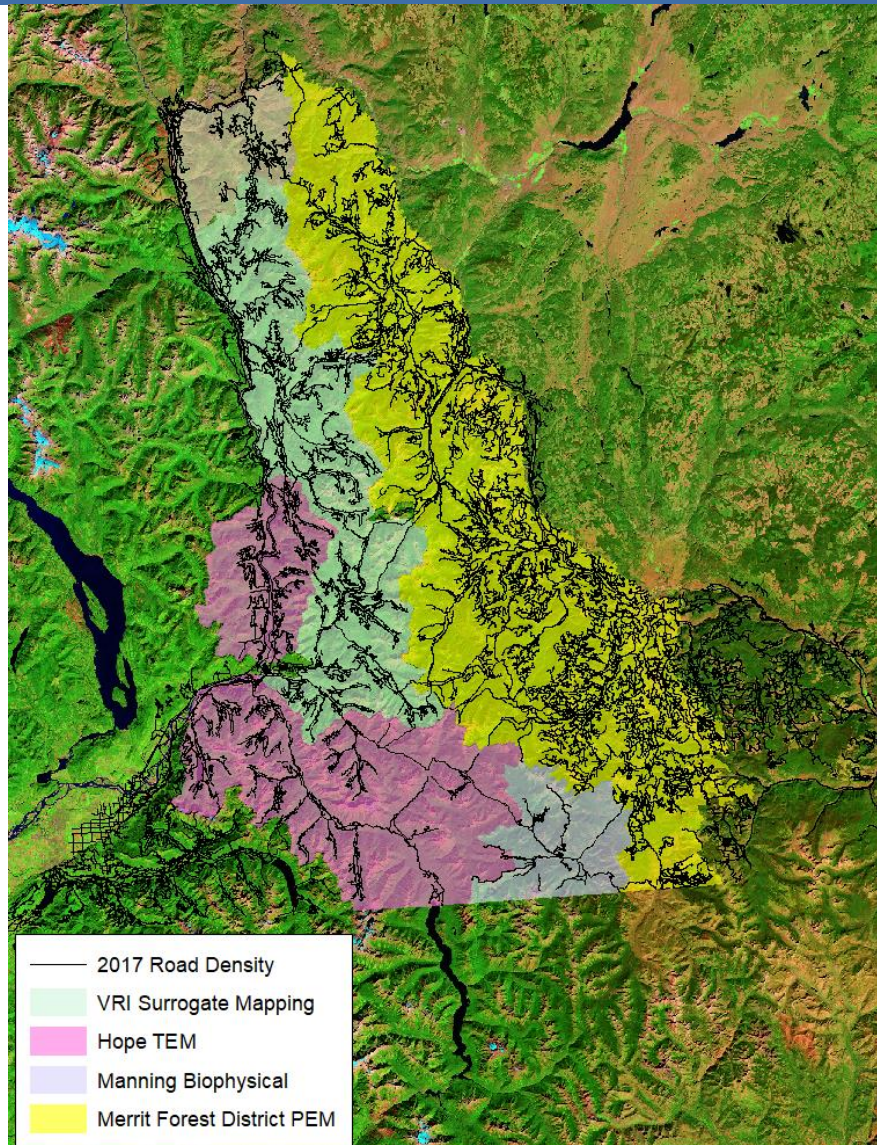 2017 Road Density
VRI Surrogate Mapping
Hope TEM
Manning Biophysical
Merrit Forest District PEM